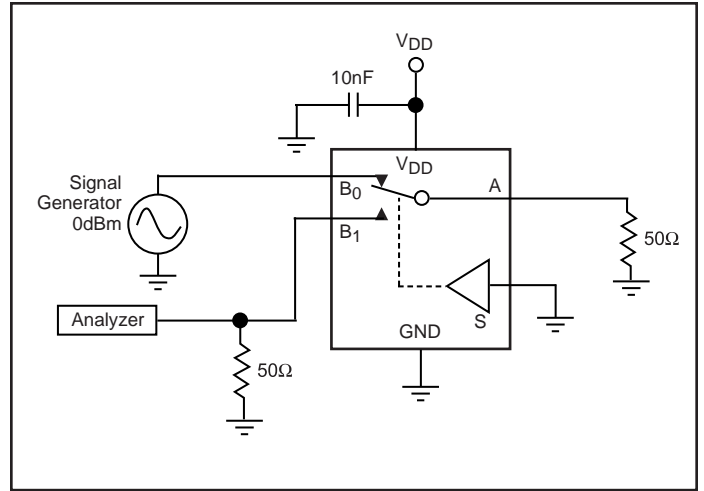 VDD
10nF
VDD
Signal
Generator
0dBm
B0
A
B1
50Ω
Analyzer
S
GND
50Ω